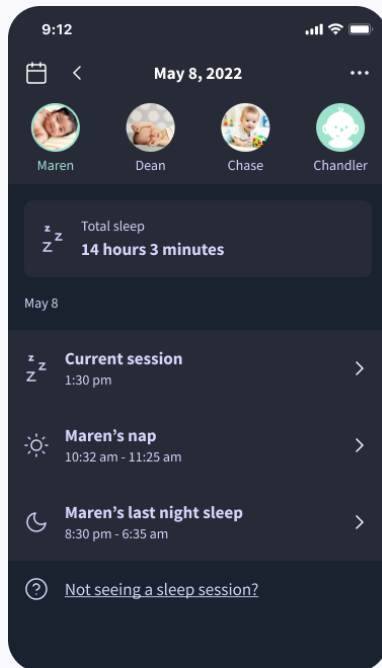 9:12
May 8, 2022
Maren Dean Chase Chandler
Total sleep
14 hours 3 minutes
May 8
Current session
1:30 pm
Maren’s nap
10:32 am - 11:25 am
Maren’s last night sleep
8:30 pm - 6:35 am
Not seeing a sleep session?